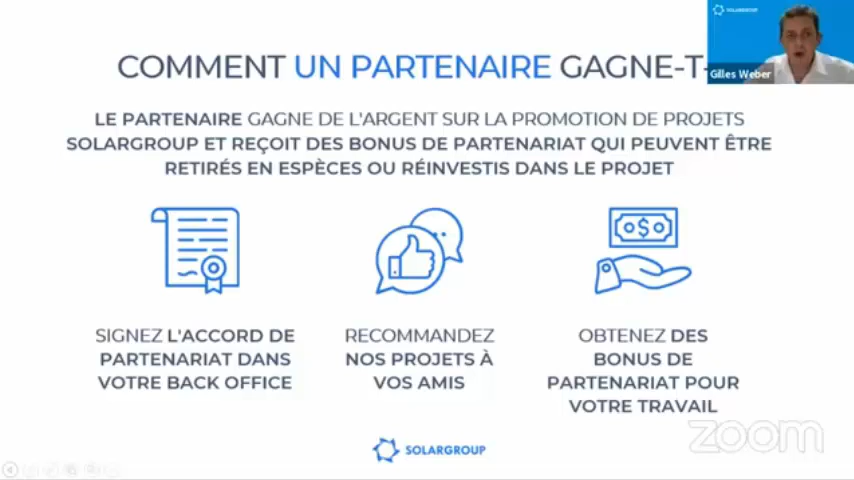 SOLARGROUP
COMMENT UN PARTENAIRE GAGNE-T-
Gilles Weber
LE PARTENAIRE GAGNE DE L'ARGENT SUR LA PROMOTION DE PROJETS
SOLARGROUP ET REÇOIT DES BONUS DE PARTENARIAT QUI PEUVENT ÊTRE
RETIRÉS EN ESPÈCES OU RÉINVESTIS DANS LE PROJET
SIGNEZ L'ACCORD DE
PARTENARIAT DANS
VOTRE BACK OFFICE
RECOMMANDEZ
NOS PROJETS À
VOS AMIS
OBTENEZ DES
BONUS DE
PARTENARIAT POUR
VOTRE TRAVAIL
SOLARGROUP
zoom